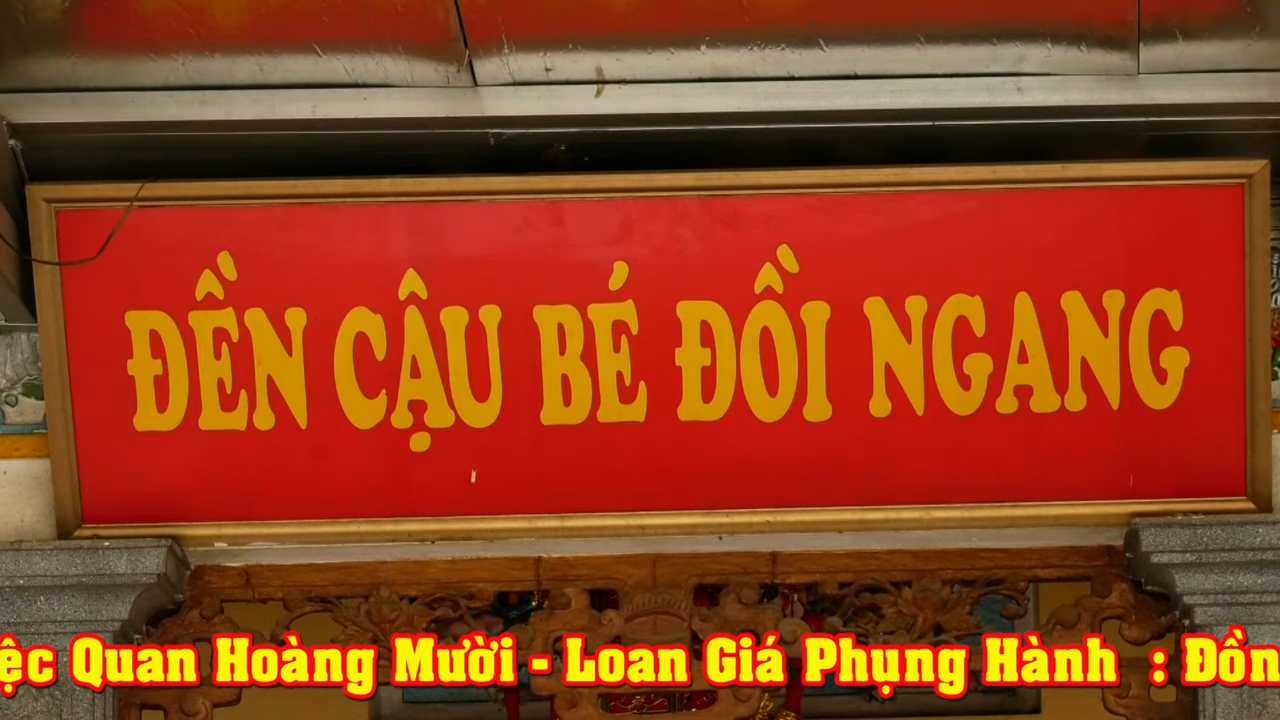 ĐỀN CẬU BÉ ĐỒI NGANG
Quan Hoàng Mười - Loan Giá Phụng Hành :